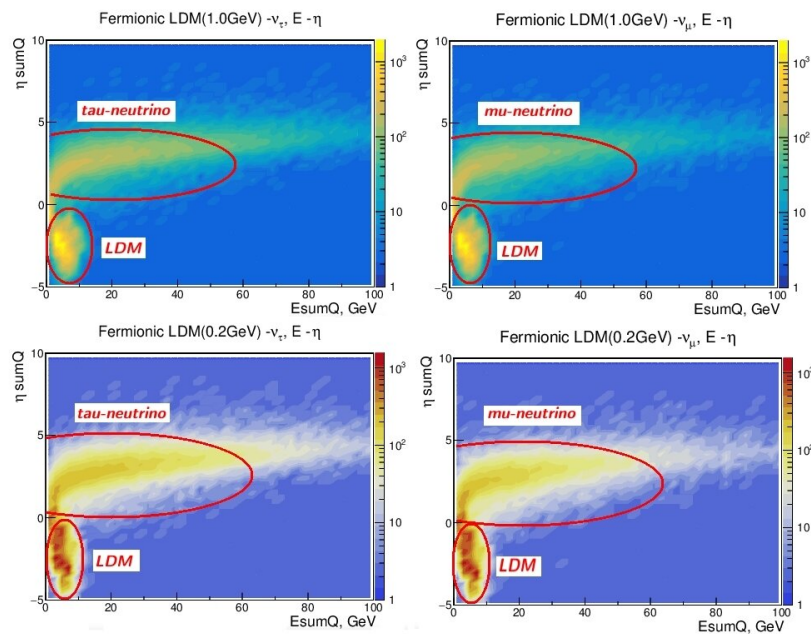 Fermionic LDM(1.0GeV) -ντ, E -η
η sumQ
10
5
0
−5
tau-neutrino
LDM
0 20 40 60 80 100
EsumQ, GeV
10³
10²
10
1
Fermionic LDM(1.0GeV) -νμ, E -η
η sumQ
10
5
0
−5
mu-neutrino
LDM
0 20 40 60 80 100
EsumQ, GeV
10³
10²
10
1
Fermionic LDM(0.2GeV) -ντ, E -η
η sumQ
10
5
0
−5
tau-neutrino
LDM
0 20 40 60 80 100
EsumQ, GeV
10³
10²
10
1
Fermionic LDM(0.2GeV) -νμ, E -η
η sumQ
10
5
0
−5
mu-neutrino
LDM
0 20 40 60 80 100
EsumQ, GeV
10³
10²
10
1